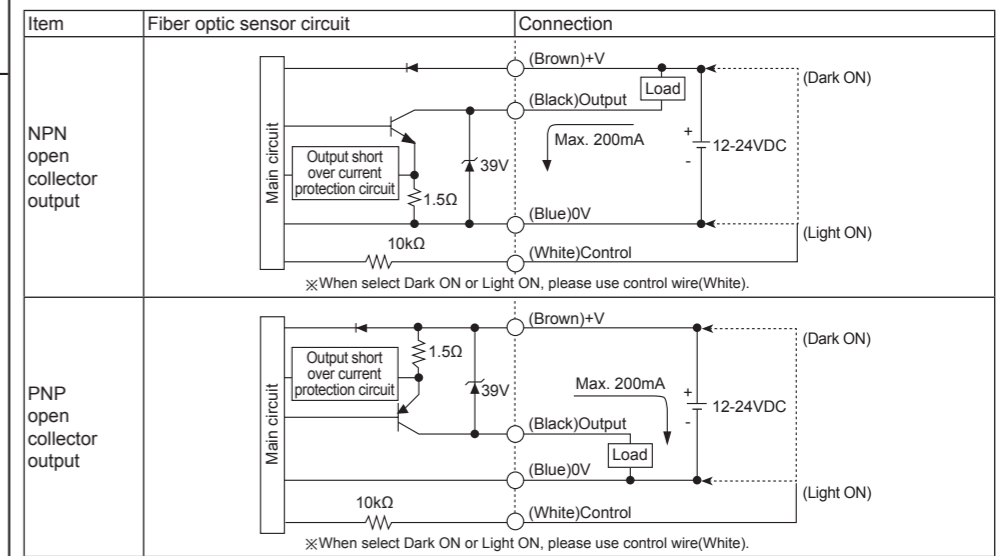 Item
Fiber optic sensor circuit
Connection
NPN
open
collector
output
Main circuit
Output short
over current
protection circuit
1.5Ω
39V
10kΩ
(Brown)+V
(Black)Output
Load
Max. 200mA
+
-
12-24VDC
(Blue)0V
(White)Control
(Dark ON)
(Light ON)
※When select Dark ON or Light ON, please use control wire(White).
PNP
open
collector
output
Main circuit
Output short
over current
protection circuit
1.5Ω
39V
10kΩ
(Brown)+V
Max. 200mA
(Black)Output
Load
+
-
12-24VDC
(Blue)0V
(White)Control
(Dark ON)
(Light ON)
※When select Dark ON or Light ON, please use control wire(White).